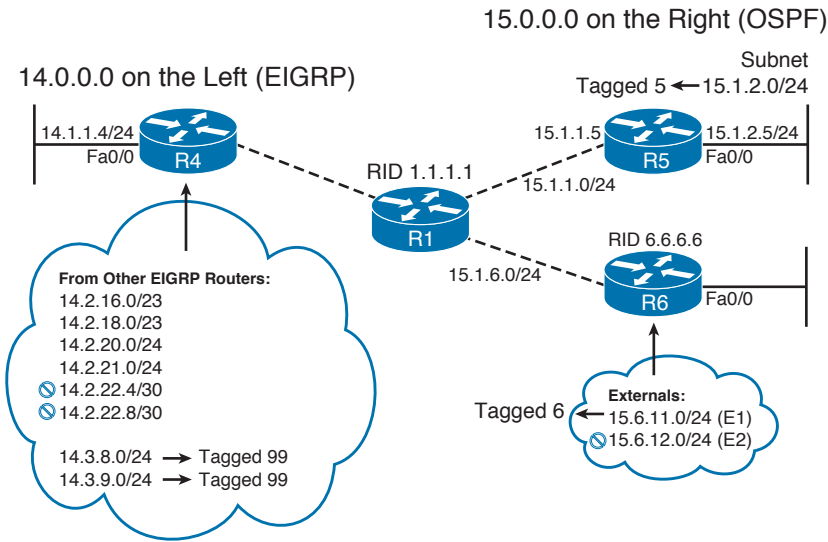 15.0.0.0 on the Right (OSPF)
14.0.0.0 on the Left (EIGRP)
Subnet
Tagged 5
15.1.2.0/24
14.1.1.4/24
Fa0/0
R4
15.1.1.5
15.1.2.5/24
R5
Fa0/0
RID 1.1.1.1
15.1.1.0/24
R1
RID 6.6.6.6
15.1.6.0/24
R6
Fa0/0
From Other EIGRP Routers:
14.2.16.0/23
14.2.18.0/23
14.2.20.0/24
14.2.21.0/24
14.2.22.4/30
14.2.22.8/30
14.3.8.0/24 Tagged 99
14.3.9.0/24 Tagged 99
Externals:
Tagged 6
15.6.11.0/24 (E1)
15.6.12.0/24 (E2)